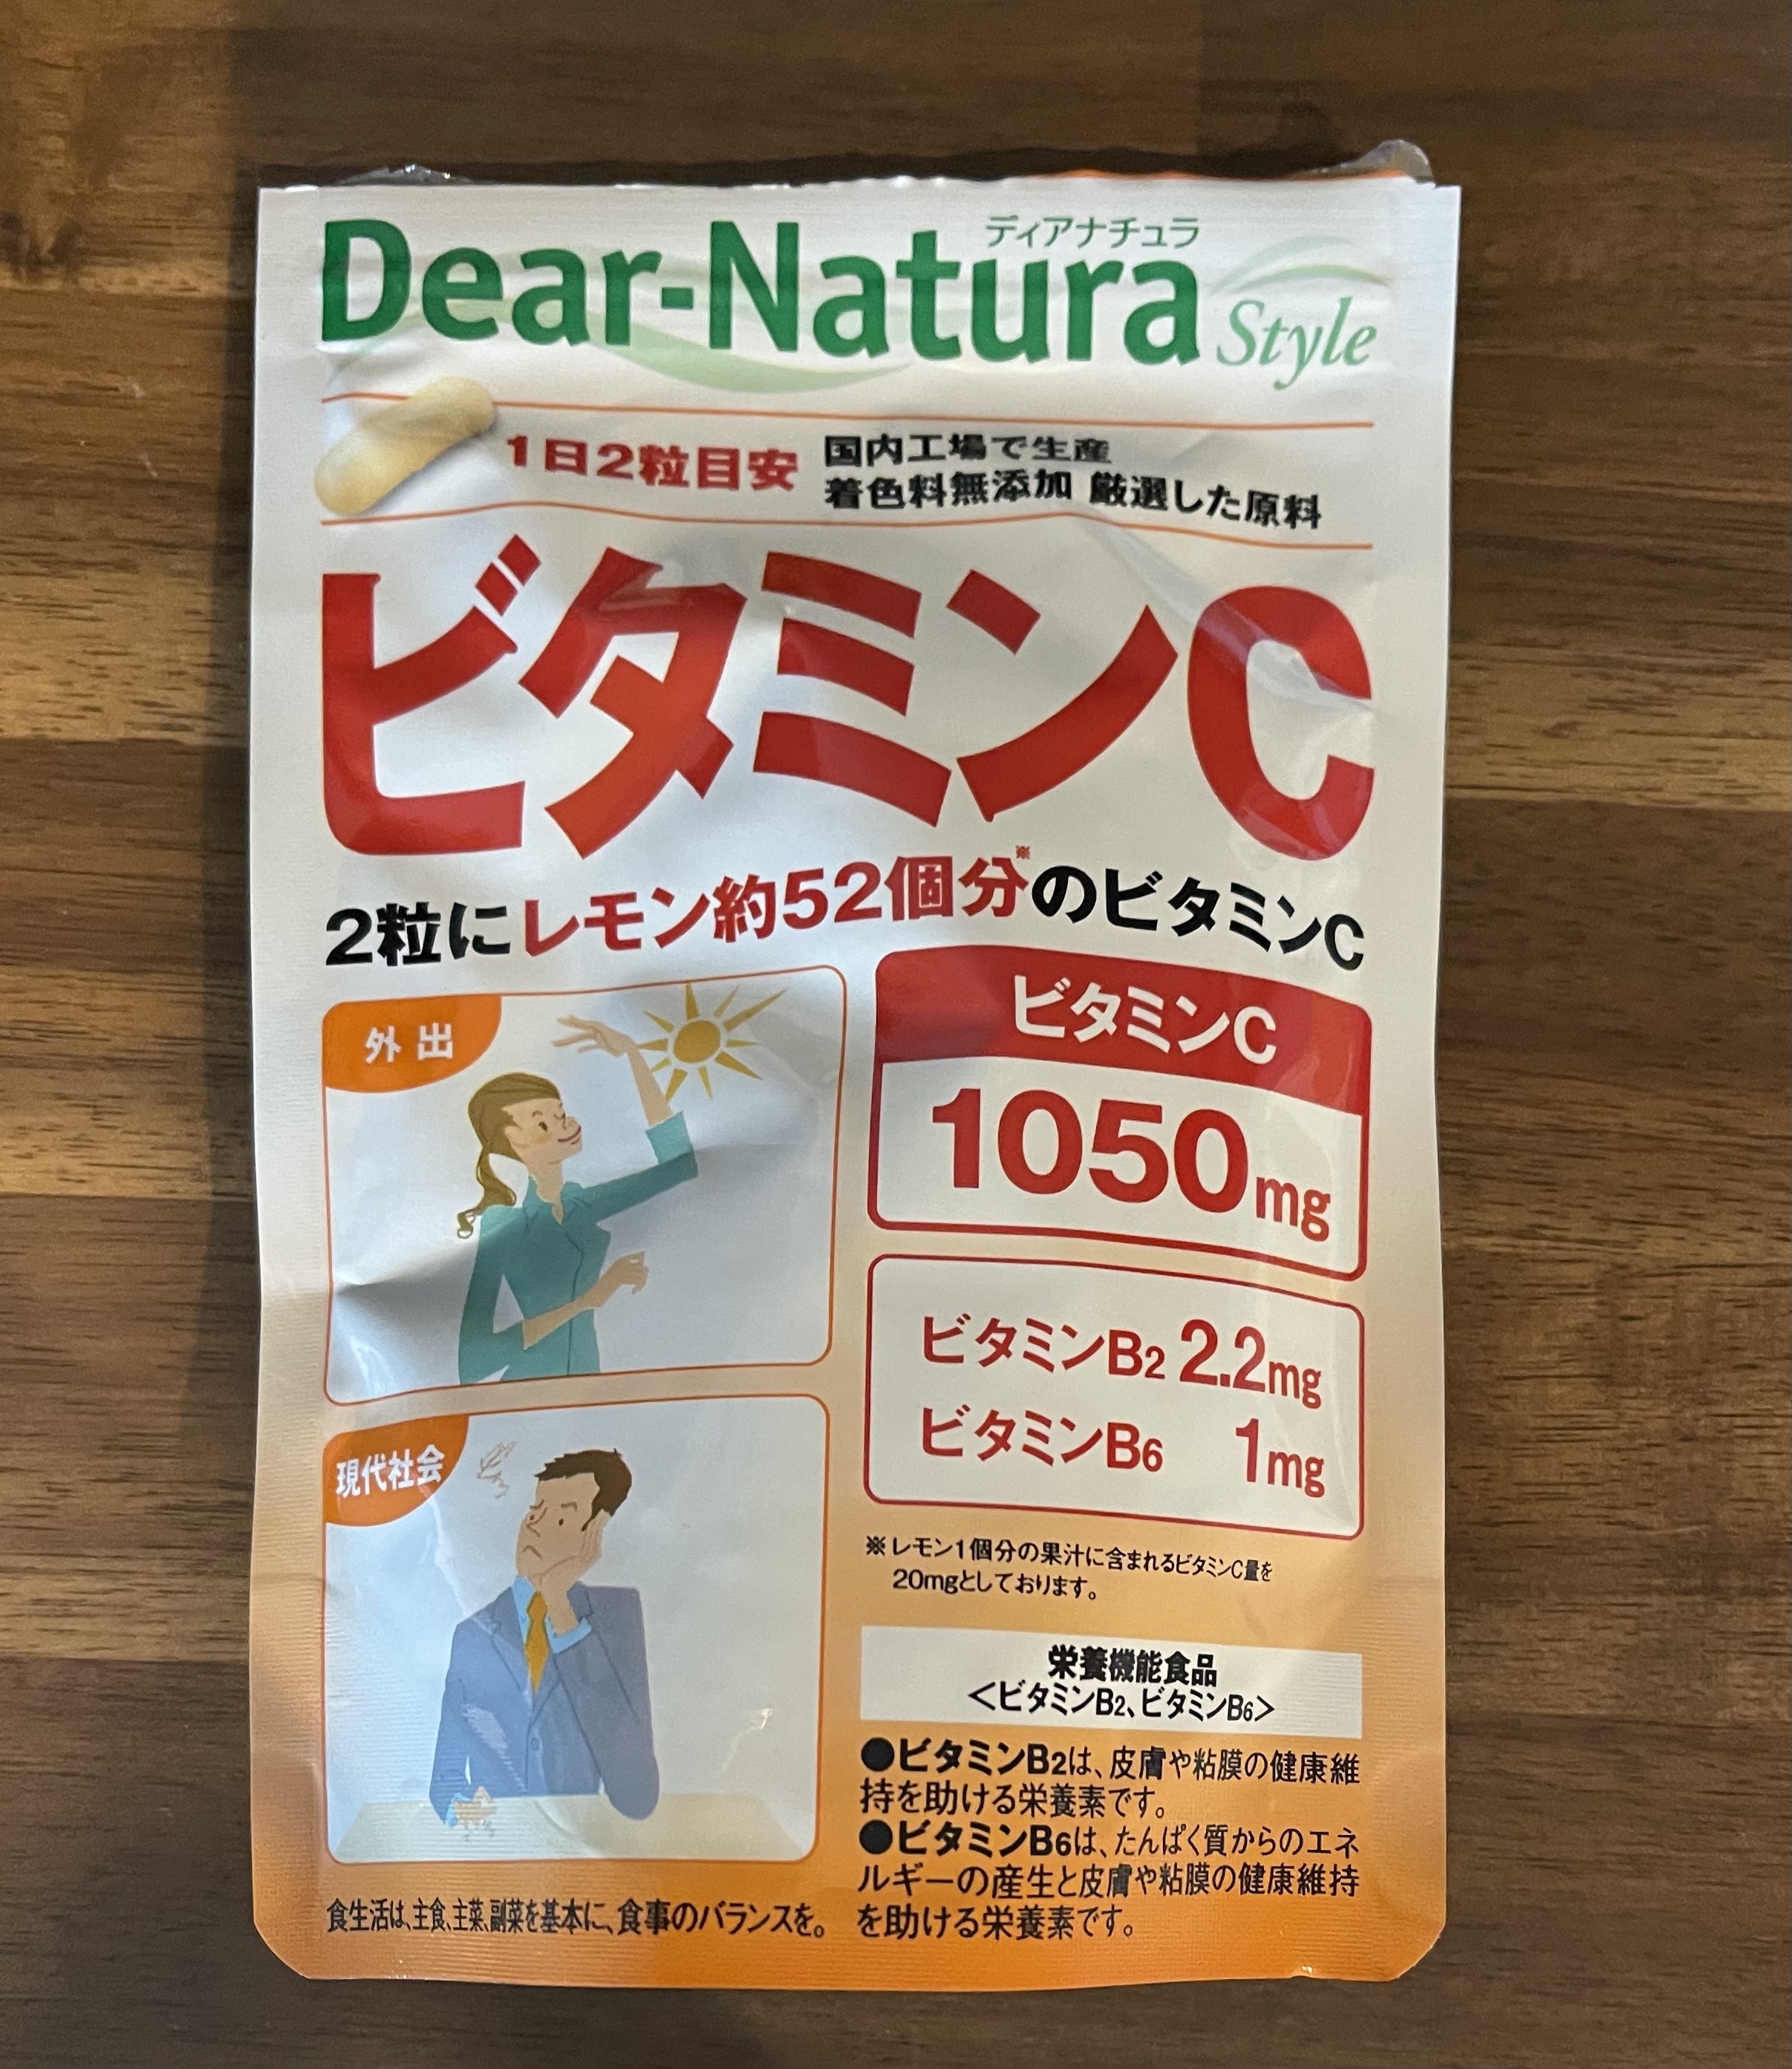 ディアナチュラ
Dear-Natura Style
1日2粒目安
国内工場で生産
着色料無添加 厳選した原料
ビタミンC
2粒にレモン約52個分※のビタミンC
外出
ビタミンC
1050mg
ビタミンB2 2.2mg
ビタミンB6 1mg
現代社会
※レモン1個分の果汁に含まれるビタミンC量を
20mgとしております。
栄養機能食品
<ビタミンB2、ビタミンB6>
●ビタミンB2は、皮膚や粘膜の健康維
持を助ける栄養素です。
●ビタミンB6は、たんぱく質からのエネ
ルギーの産生と皮膚や粘膜の健康維持
を助ける栄養素です。
食生活は、主食、主菜、副菜を基本に、食事のバランスを。